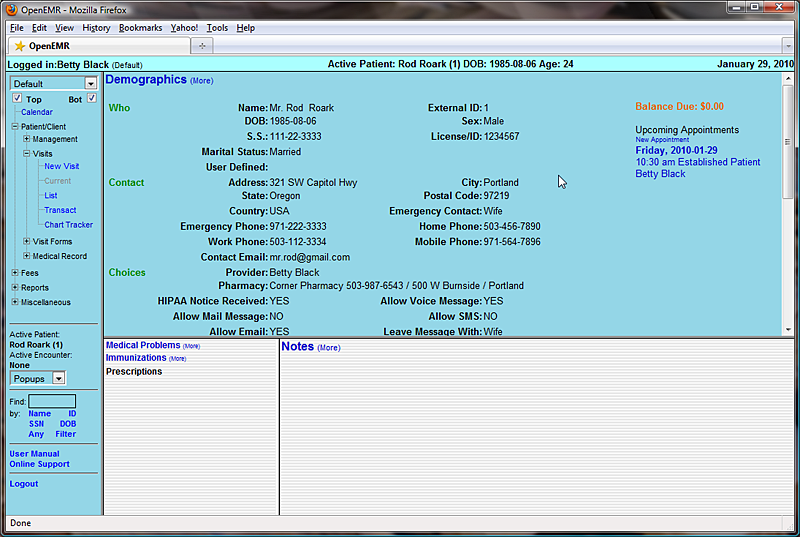 OpenEMR - Mozilla Firefox
File Edit View History Bookmarks Yahoo! Tools Help
OpenEMR
Logged in:Betty Black (Default) Active Patient: Rod Roark (1) DOB: 1985-08-06 Age: 24 January 29, 2010
Default
Top Bot
Calendar
Patient/Client
Management
Visits
New Visit
Current
List
Transact
Chart Tracker
Visit Forms
Medical Record
Fees
Reports
Miscellaneous
Active Patient:
Rod Roark (1)
Active Encounter:
None
Popups
Find:
by: Name ID
SSN DOB
Any Filter
User Manual
Online Support
Logout
Demographics (More)
Who Name: Mr. Rod Roark External ID: 1
DOB: 1985-08-06 Sex: Male
S.S.: 111-22-3333 License/ID: 1234567
Marital Status: Married
User Defined:
Contact Address: 321 SW Capitol Hwy City: Portland
State: Oregon Postal Code: 97219
Country: USA Emergency Contact: Wife
Emergency Phone: 971-222-3333 Home Phone: 503-456-7890
Work Phone: 503-112-3334 Mobile Phone: 971-564-7896
Contact Email: mr.rod@gmail.com
Choices Provider: Betty Black
Pharmacy: Corner Pharmacy 503-987-6543 / 500 W Burnside / Portland
HIPAA Notice Received: YES Allow Voice Message: YES
Allow Mail Message: NO Allow SMS: NO
Allow Email: YES Leave Message With: Wife
Balance Due: $0.00
Upcoming Appointments
New Appointment
Friday, 2010-01-29
10:30 am Established Patient
Betty Black
Medical Problems (More)
Immunizations (More)
Prescriptions
Notes (More)
Done